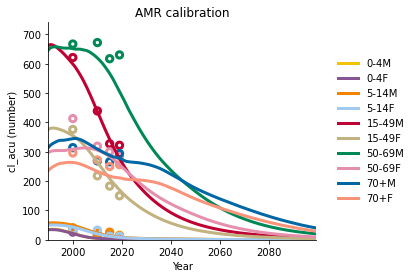 AMR calibration
cl_acu (number)
700
600
500
400
300
200
100
0
2000
2020
2040
2060
2080
Year
0-4M
0-4F
5-14M
5-14F
15-49M
15-49F
50-69M
50-69F
70+M
70+F